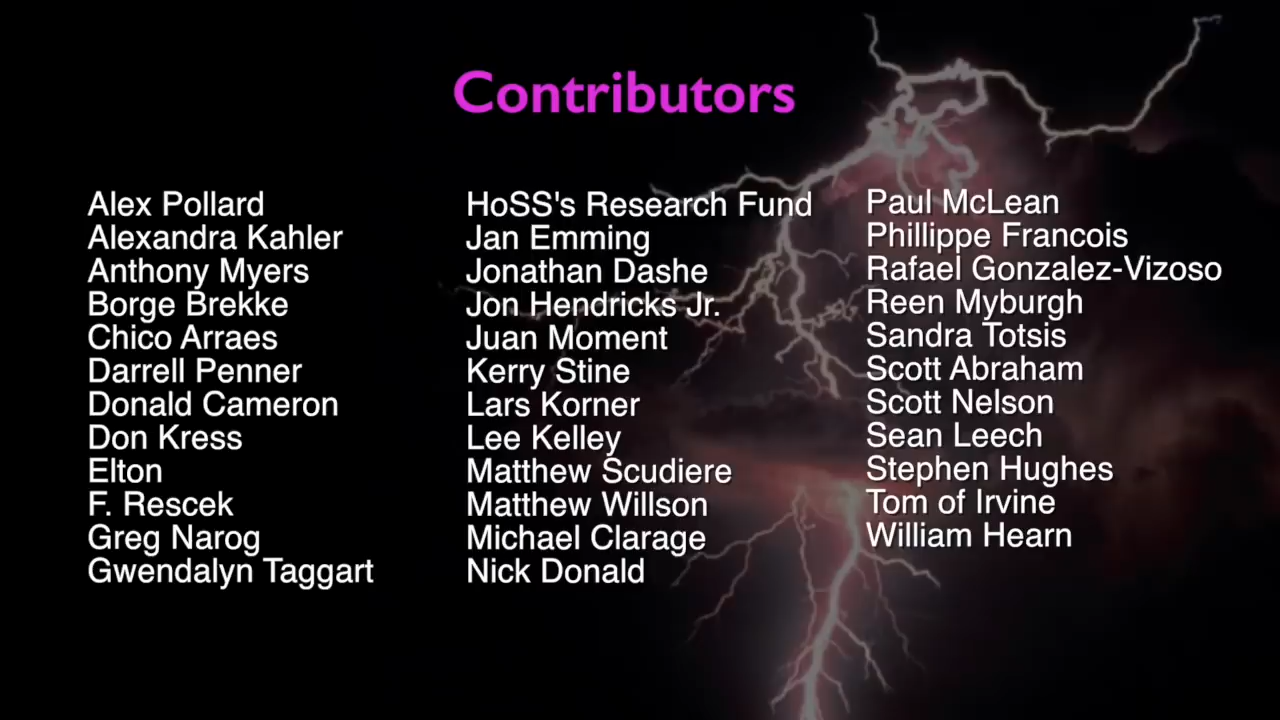 Contributors
Alex Pollard
Alexandra Kahler
Anthony Myers
Borge Brekke
Chico Arraes
Darrell Penner
Donald Cameron
Don Kress
Elton
F. Rescek
Greg Narog
Gwendalyn Taggart
HoSS's Research Fund
Jan Emming
Jonathan Dashe
Jon Hendricks Jr.
Juan Moment
Kerry Stine
Lars Korner
Lee Kelley
Matthew Scudiere
Matthew Willson
Michael Clarage
Nick Donald
Paul McLean
Phillippe Francois
Rafael Gonzalez-Vizoso
Reen Myburgh
Sandra Totsis
Scott Abraham
Scott Nelson
Sean Leech
Stephen Hughes
Tom of Irvine
William Hearn